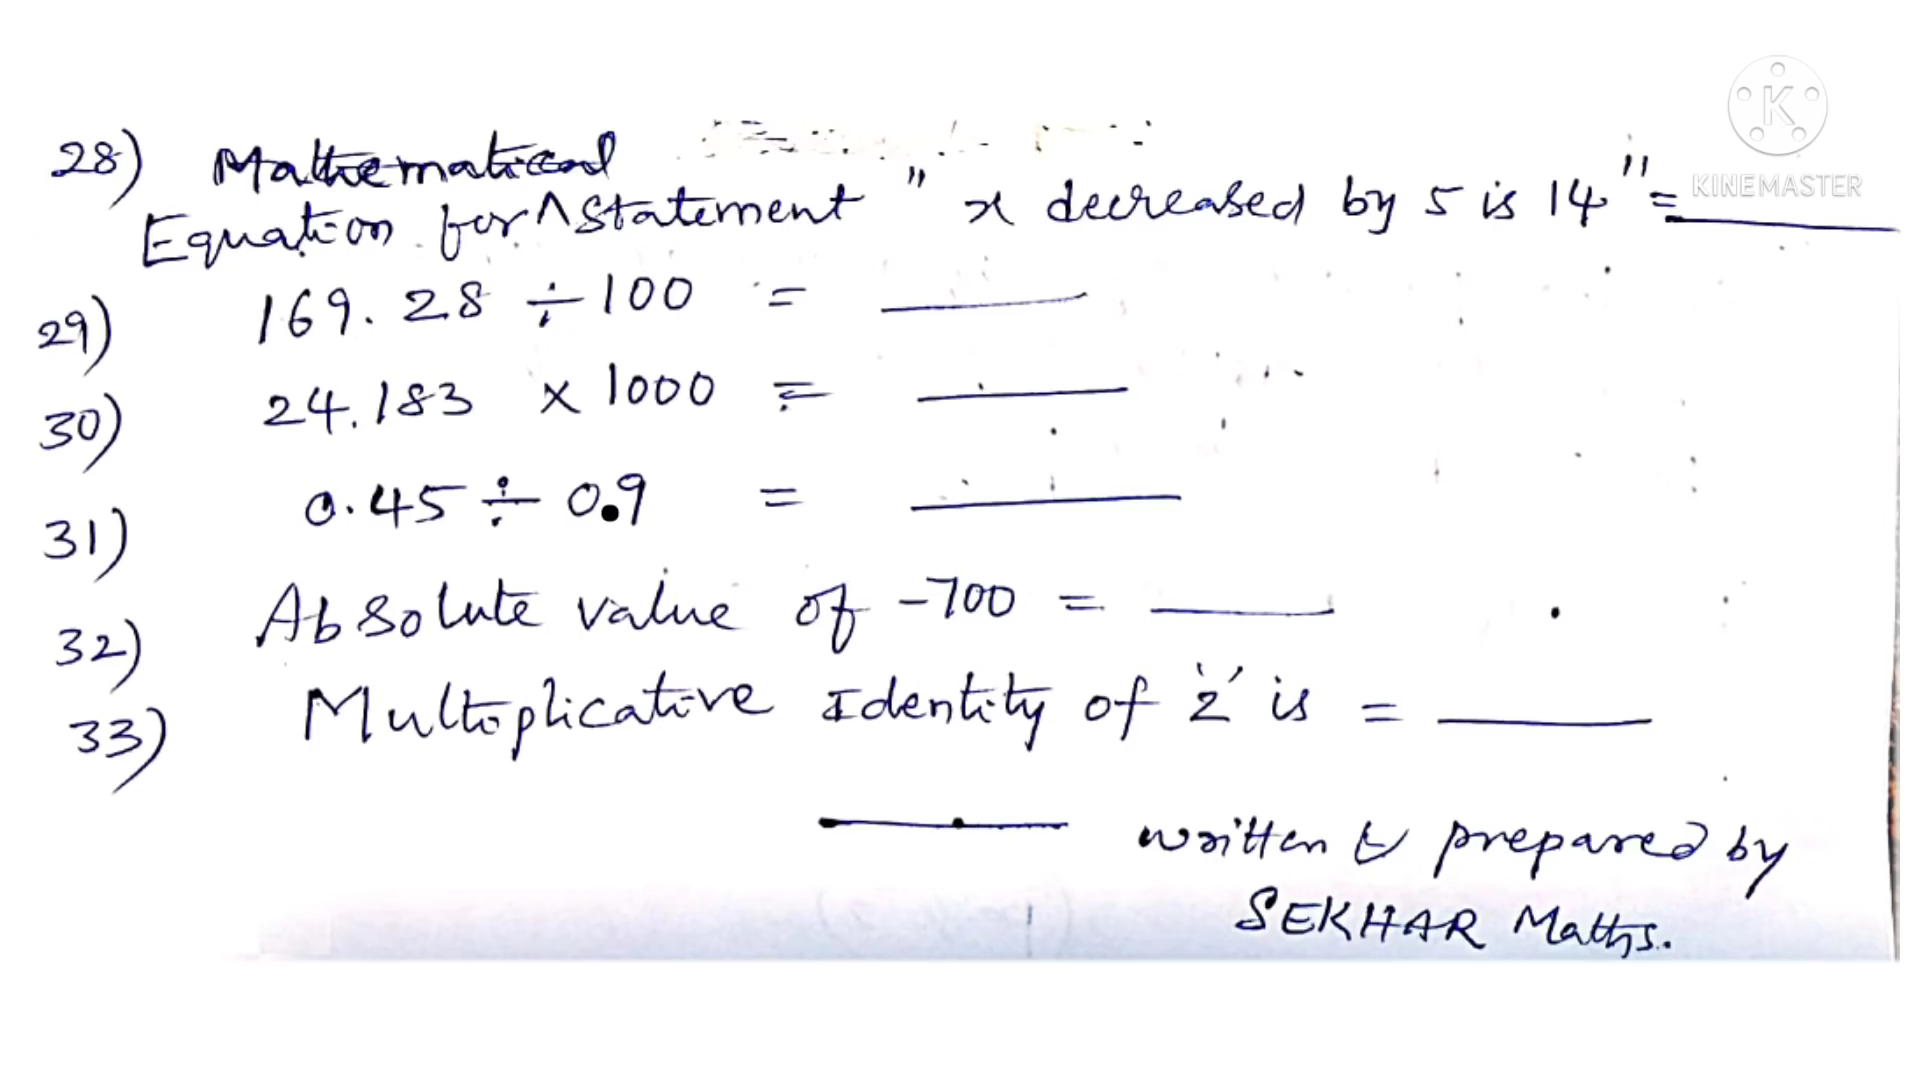 28) Mathematical
Equation for ^ Statement " x decreased by 5 is 14 " = ______
29) 169.28 ÷ 100 = ______
30) 24.183 × 1000 = ______
31) 0.45 ÷ 0.9 = ______
32) Absolute value of -700 = ______
33) Multiplicative Identity of 'z' is = ______
written & prepared by
SEKHAR Maths.
KINEMASTER